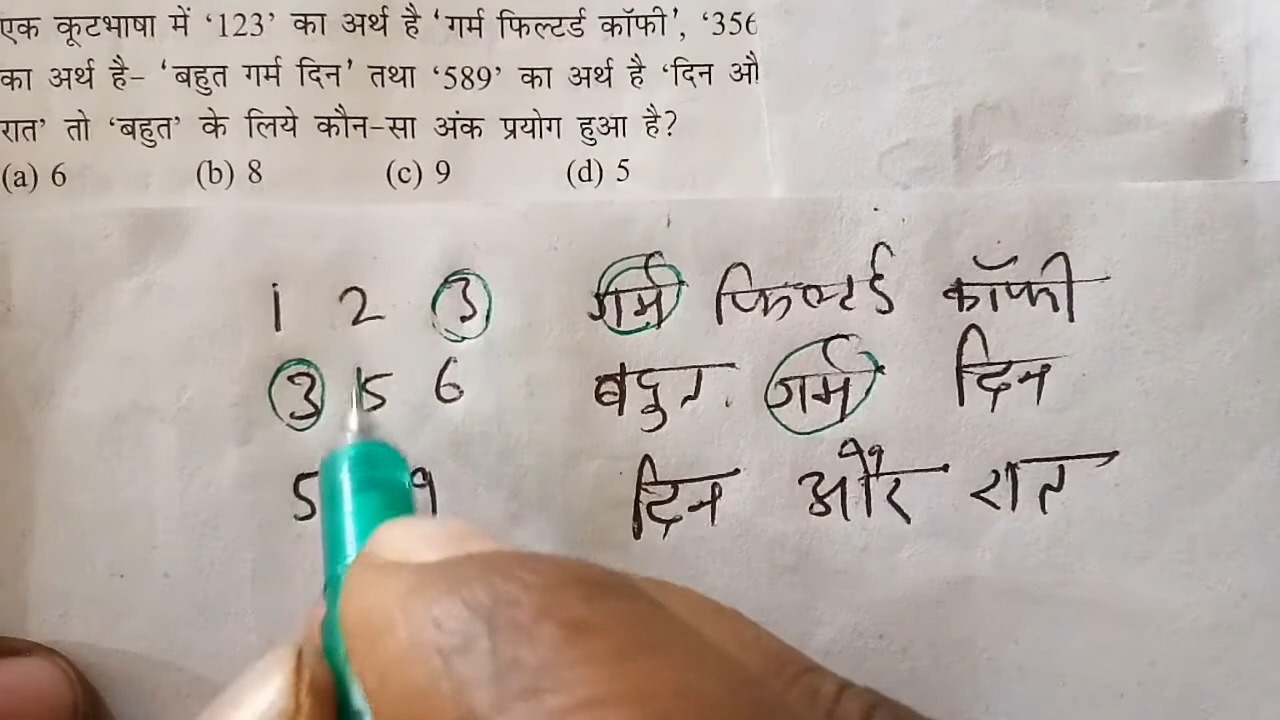 एक कूटभाषा में ‘123’ का अर्थ है ‘गर्म फिल्टर्ड कॉफी’, ‘356
का अर्थ है– ‘बहुत गर्म दिन’ तथा ‘589’ का अर्थ है ‘दिन औ
रात’ तो ‘बहुत’ के लिये कौन-सा अंक प्रयोग हुआ है?
(a) 6 (b) 8 (c) 9 (d) 5
1 2 3 गर्म फिल्टर्ड कॉफी
3 5 6 बहुत गर्म दिन
5 9 दिन और रात